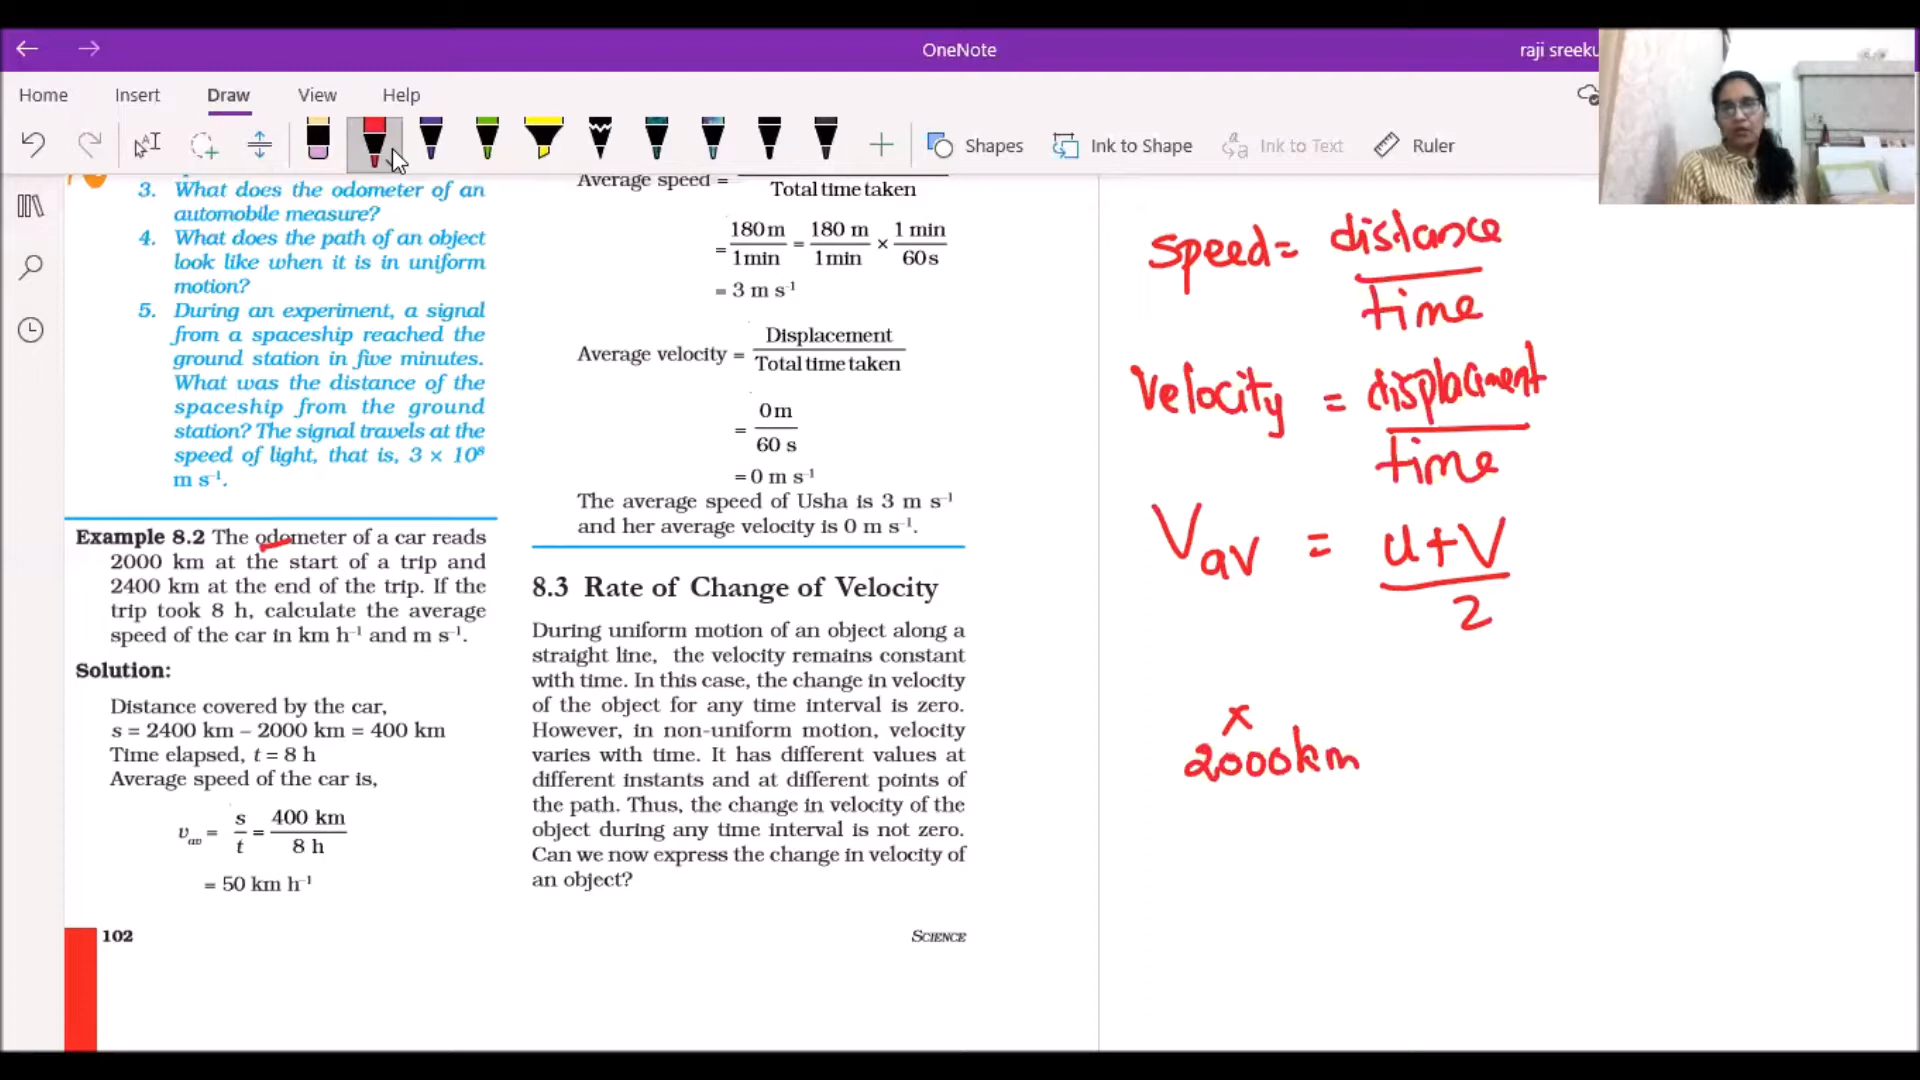 OneNote
raji sreeku
Home Insert Draw View Help
Shapes Ink to Shape Ink to Text Ruler
3. What does the odometer of an
automobile measure?
4. What does the path of an object
look like when it is in uniform
motion?
5. During an experiment, a signal
from a spaceship reached the
ground station in five minutes.
What was the distance of the
spaceship from the ground
station? The signal travels at the
speed of light, that is, 3 × 10⁸
m s⁻¹.
Example 8.2 The odometer of a car reads
2000 km at the start of a trip and
2400 km at the end of the trip. If the
trip took 8 h, calculate the average
speed of the car in km h⁻¹ and m s⁻¹.
Solution:
Distance covered by the car,
s = 2400 km – 2000 km = 400 km
Time elapsed, t = 8 h
Average speed of the car is,
v_av = s/t = 400 km / 8 h
= 50 km h⁻¹
102
Average speed =
Total time taken
= 180 m / 1 min = 180 m / 1 min × 1 min / 60 s
= 3 m s⁻¹
Average velocity = Displacement / Total time taken
= 0 m / 60 s
= 0 m s⁻¹
The average speed of Usha is 3 m s⁻¹
and her average velocity is 0 m s⁻¹.
8.3 Rate of Change of Velocity
During uniform motion of an object along a
straight line, the velocity remains constant
with time. In this case, the change in velocity
of the object for any time interval is zero.
However, in non-uniform motion, velocity
varies with time. It has different values at
different instants and at different points of
the path. Thus, the change in velocity of the
object during any time interval is not zero.
Can we now express the change in velocity of
an object?
SCIENCE
Speed = distance / time
Velocity = displacement / time
Vav = u+v / 2
x
2000km